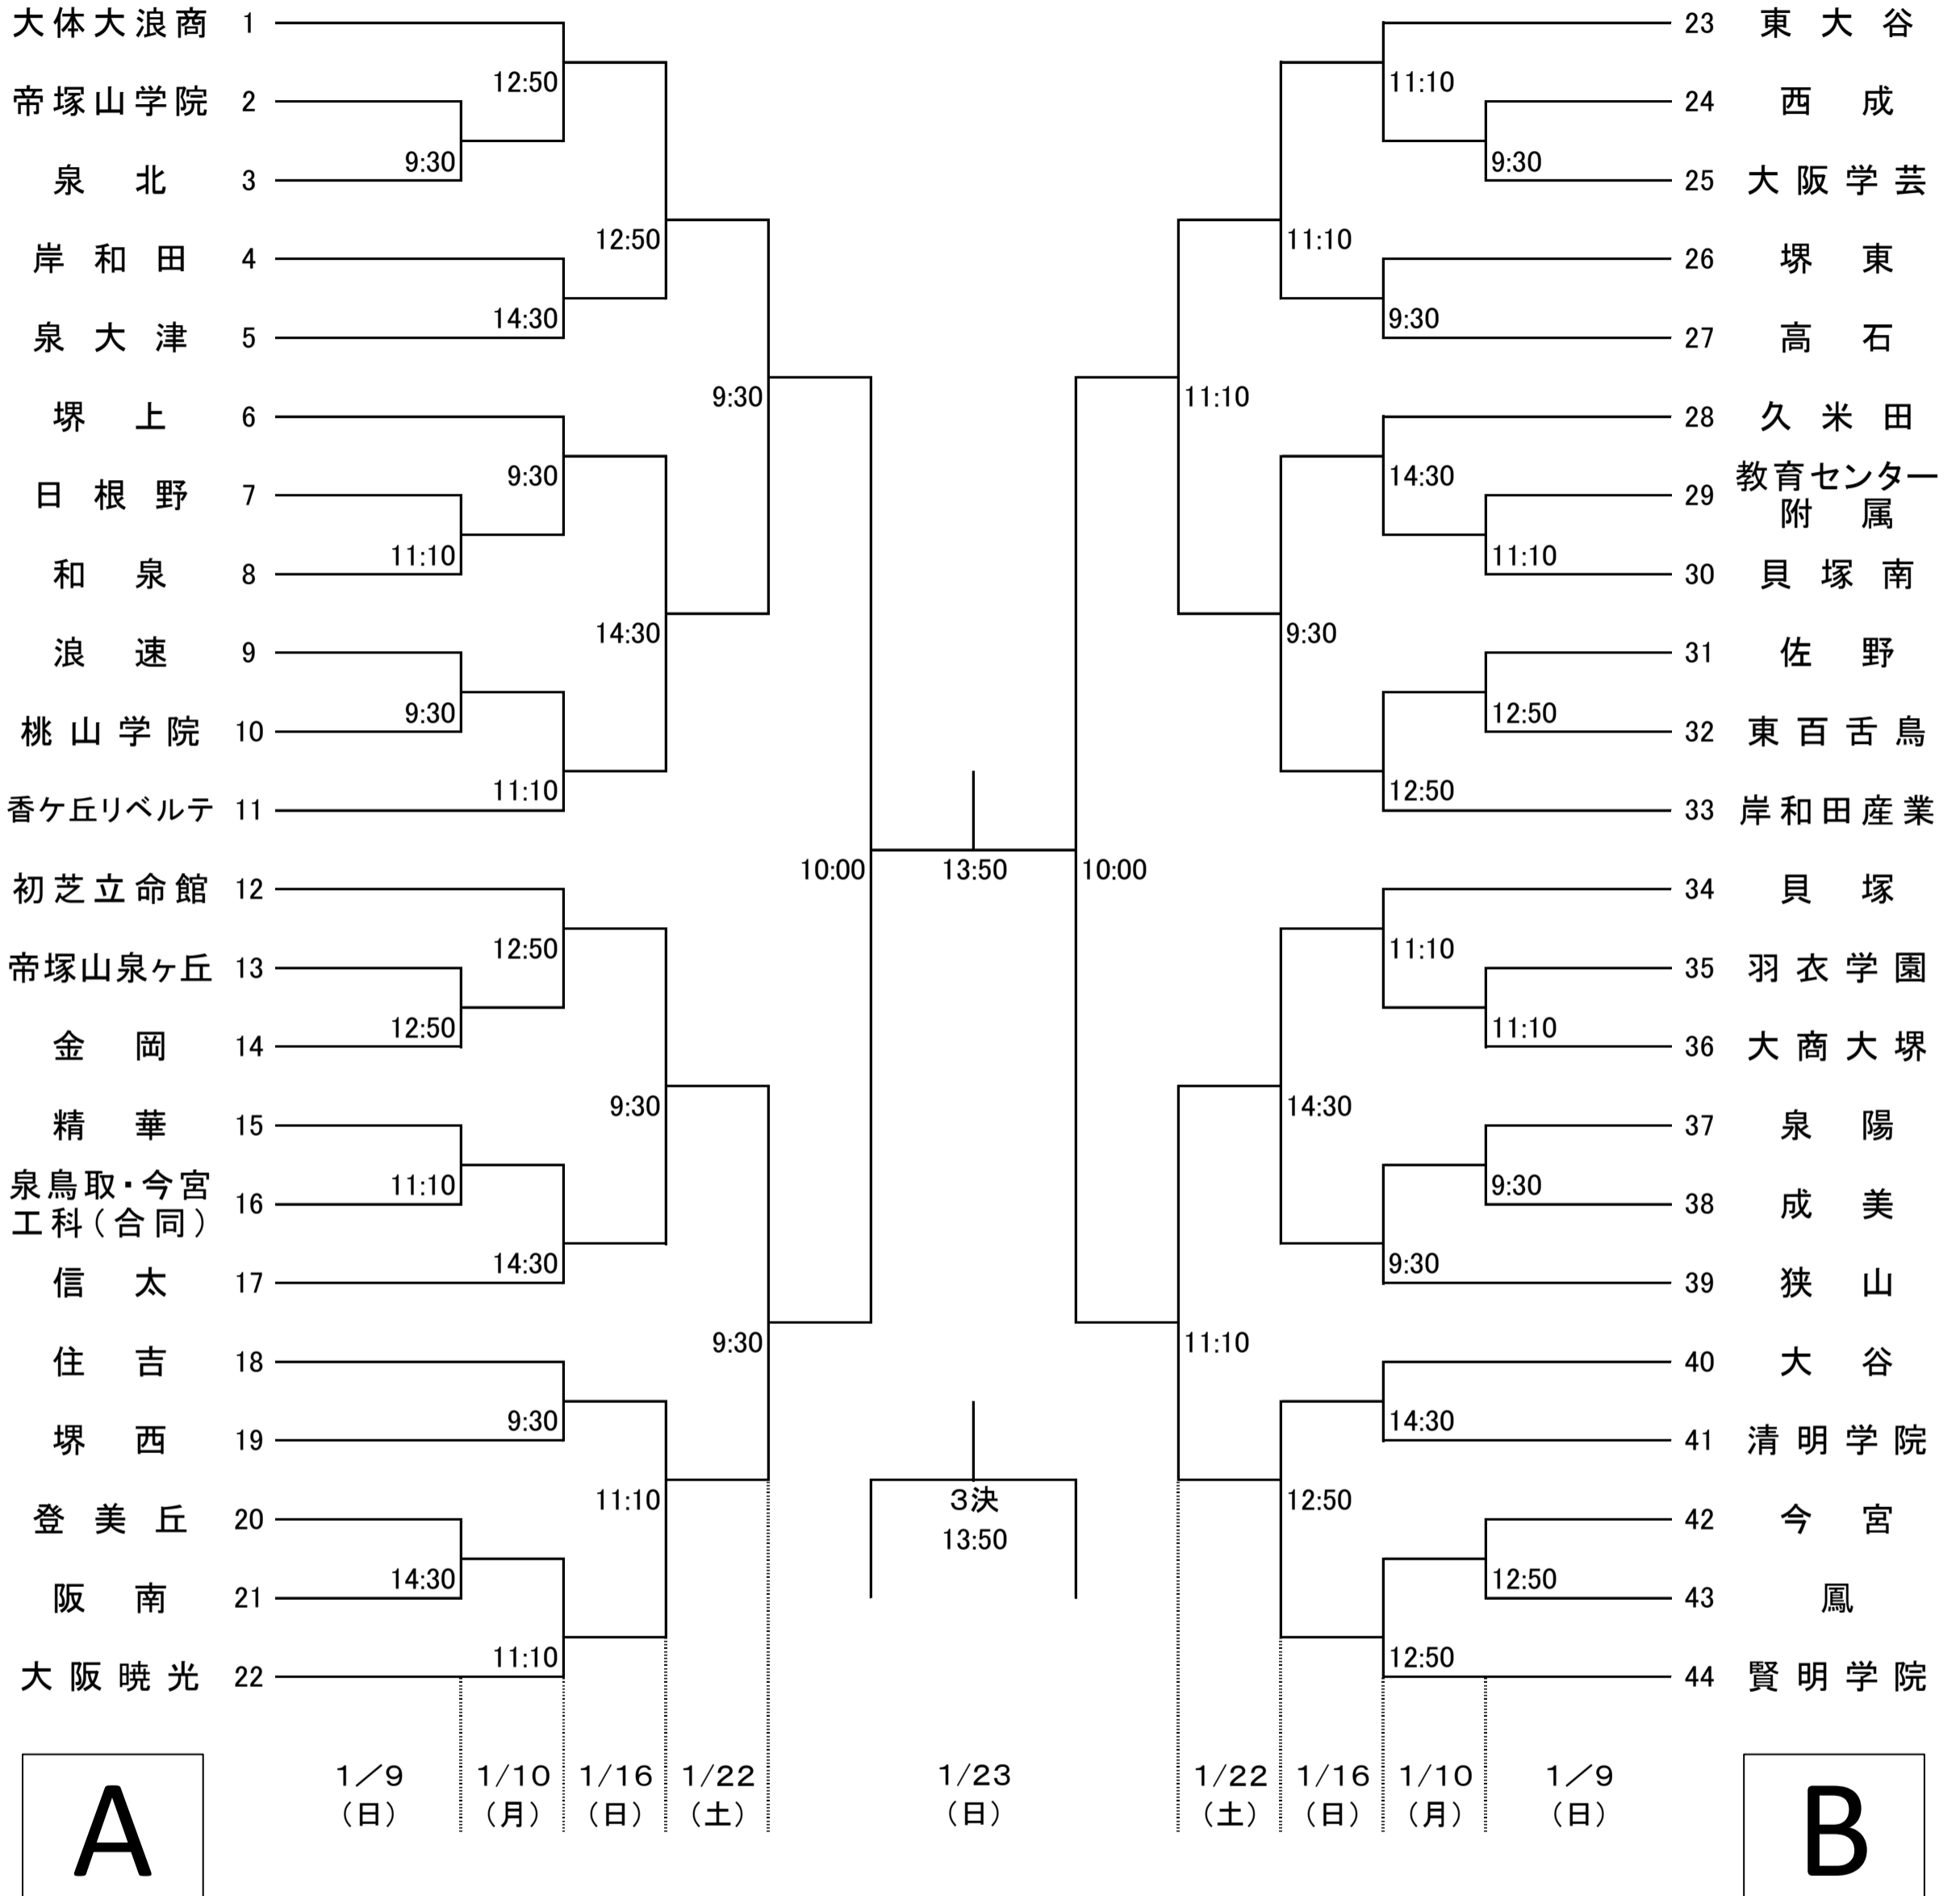 大体大浪商 1
12:50
帝塚山学院 2
9:30
泉北 3
12:50
岸和田 4
14:30
泉大津 5
9:30
堺上 6
9:30
日根野 7
11:10
和泉 8
14:30
浪速 9
9:30
桃山学院 10
11:10
香ケ丘リベルテ 11
10:00
初芝立命館 12
12:50
帝塚山泉ヶ丘 13
12:50
金岡 14
9:30
精華 15
泉鳥取・今宮
工科(合同) 16
11:10
14:30
信太 17
9:30
住吉 18
9:30
堺西 19
11:10
登美丘 20
14:30
阪南 21
11:10
大阪暁光 22
13:50
3決
13:50
23 東大谷
11:10
24 西成
9:30
25 大阪学芸
11:10
26 堺東
9:30
27 高石
11:10
28 久米田
14:30
29 教育センター
附属
11:10
30 貝塚南
9:30
31 佐野
12:50
32 東百舌鳥
12:50
33 岸和田産業
10:00
34 貝塚
11:10
35 羽衣学園
11:10
36 大商大堺
14:30
37 泉陽
9:30
38 成美
9:30
39 狭山
11:10
40 大谷
14:30
41 清明学院
12:50
42 今宮
12:50
43 鳳
12:50
44 賢明学院
A
1/9 1/10 1/16 1/22 1/23 1/22 1/16 1/10 1/9
(日) (月) (日) (土) (日) (土) (日) (月) (日)
B